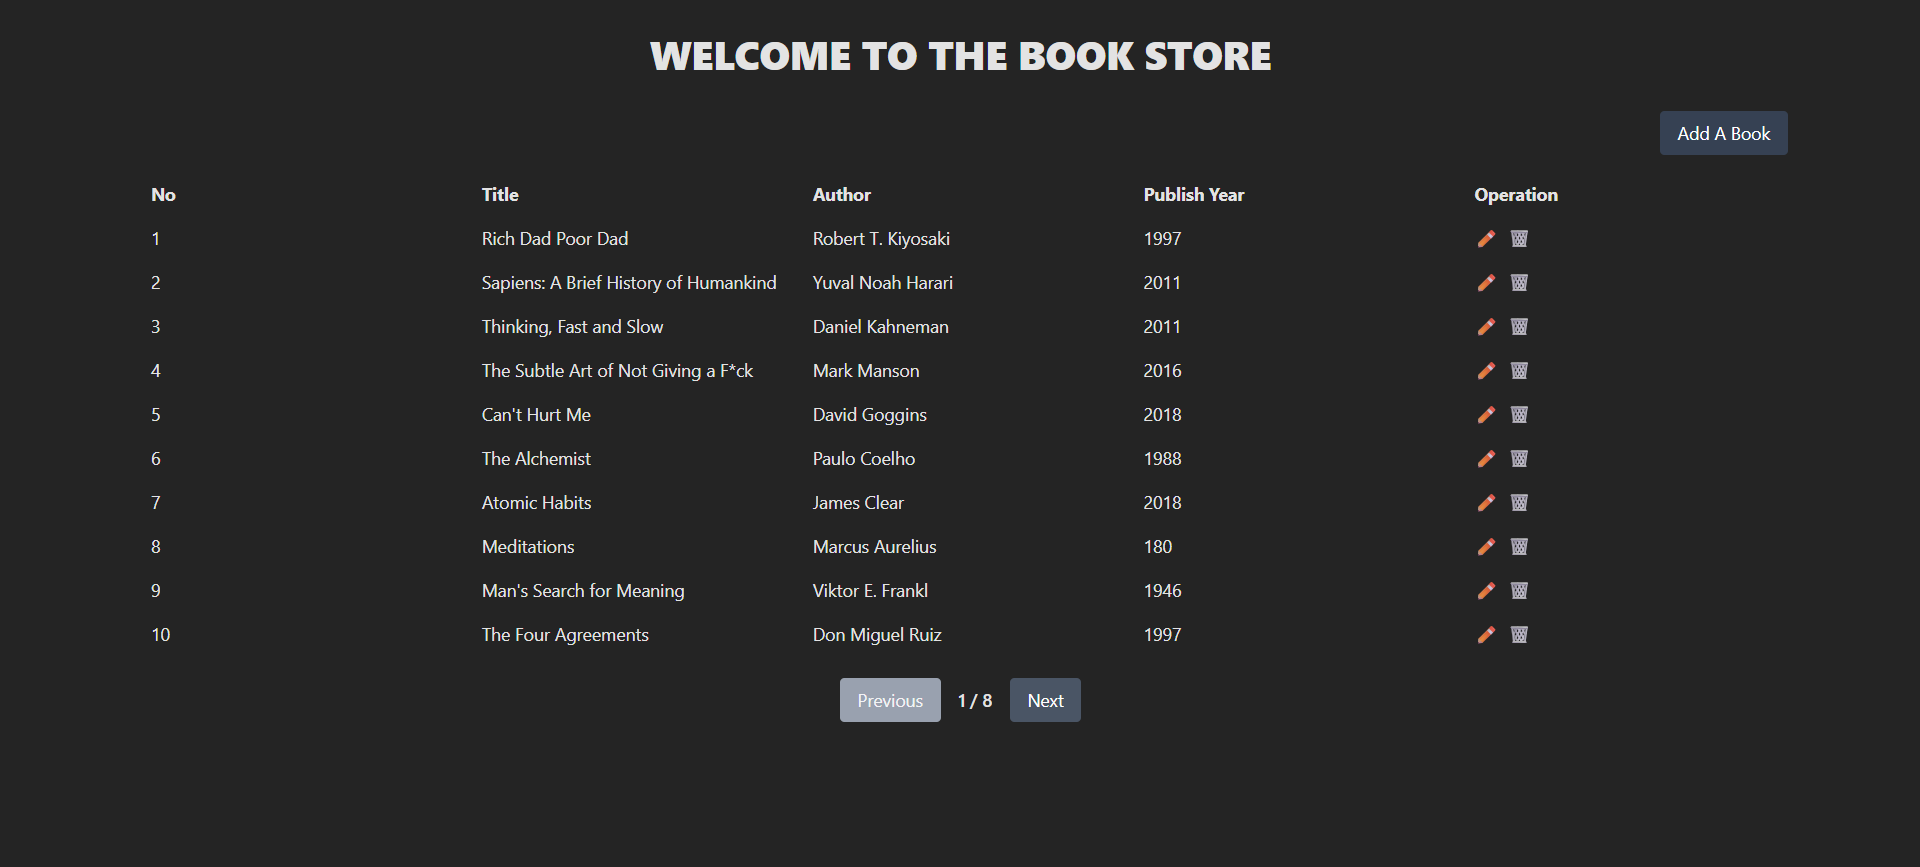 WELCOME TO THE BOOK STORE
Add A Book
No Title Author Publish Year Operation
1 Rich Dad Poor Dad Robert T. Kiyosaki 1997
2 Sapiens: A Brief History of Humankind Yuval Noah Harari 2011
3 Thinking, Fast and Slow Daniel Kahneman 2011
4 The Subtle Art of Not Giving a F*ck Mark Manson 2016
5 Can't Hurt Me David Goggins 2018
6 The Alchemist Paulo Coelho 1988
7 Atomic Habits James Clear 2018
8 Meditations Marcus Aurelius 180
9 Man's Search for Meaning Viktor E. Frankl 1946
10 The Four Agreements Don Miguel Ruiz 1997
Previous 1 / 8 Next